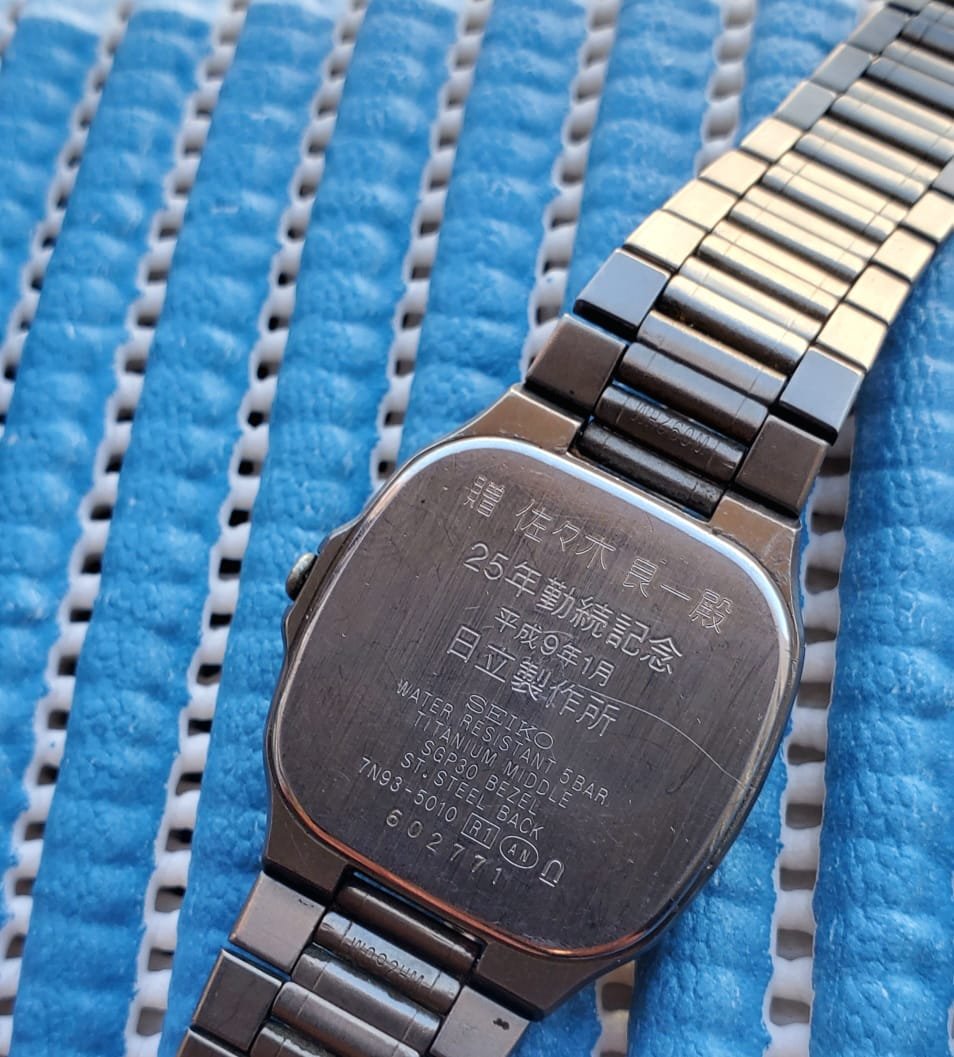 贈 佐々木 良一殿
25年勤続記念
平成9年1月
日立製作所
SEIKO
WATER RESISTANT 5BAR
TITANIUM MIDDLE
SGP30 BEZEL
ST.STEEL BACK
7N93-5010 R1 AN Ω
602771